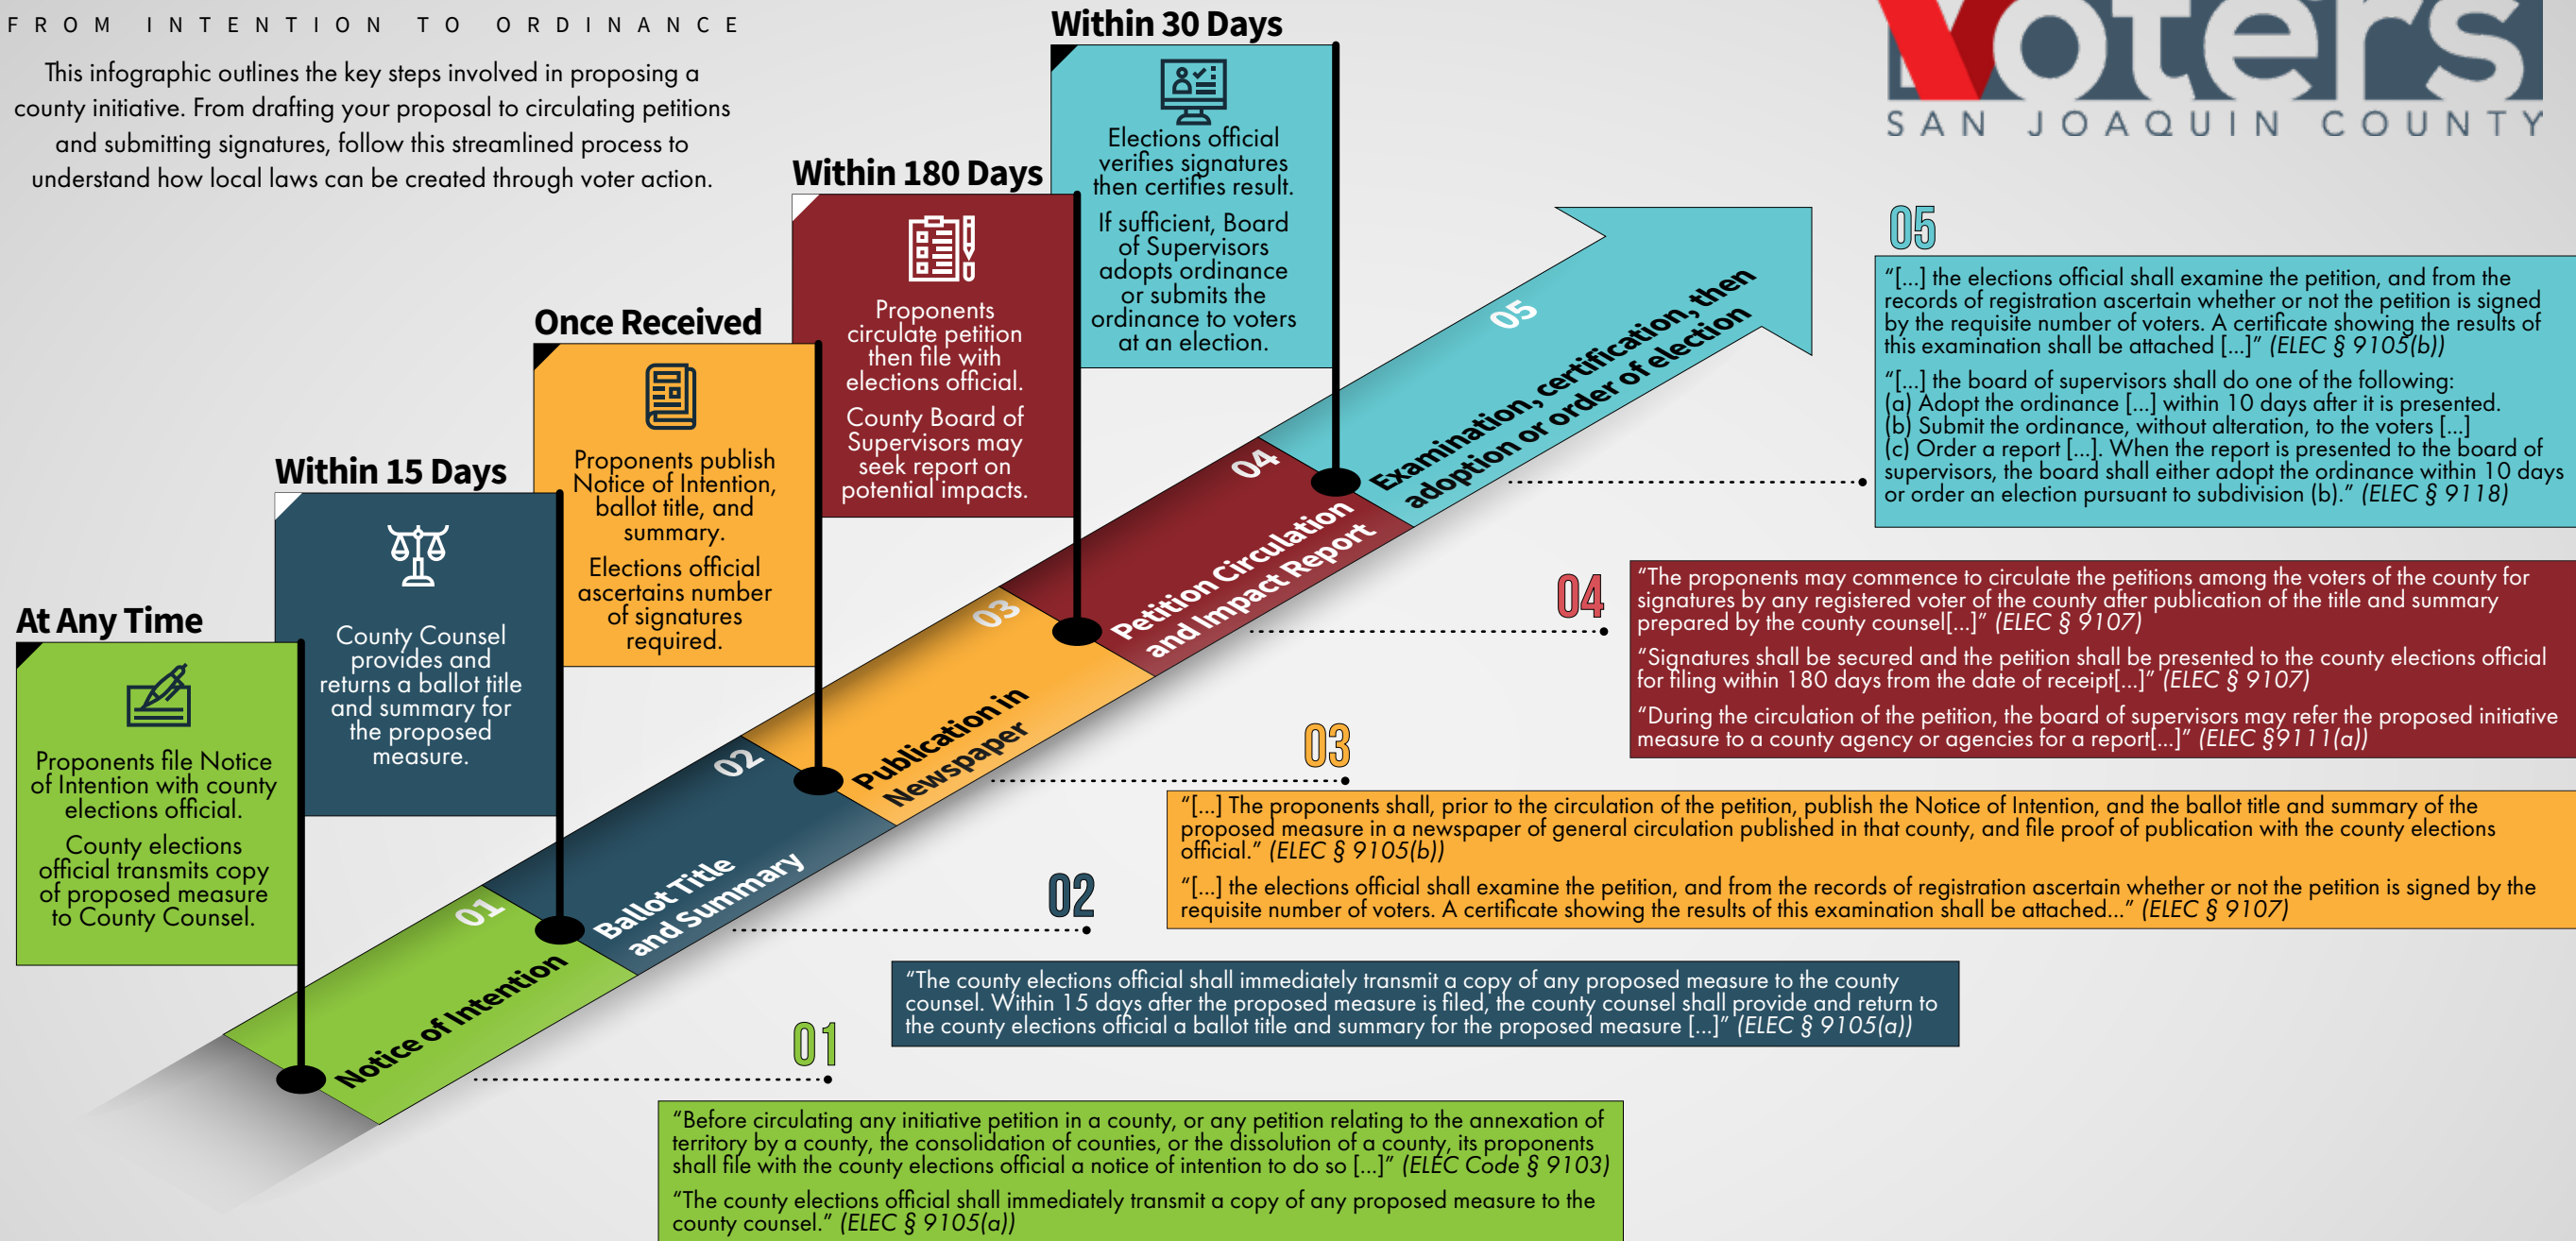 FROM INTENTION TO ORDINANCE
This infographic outlines the key steps involved in proposing a
county initiative. From drafting your proposal to circulating petitions
and submitting signatures, follow this streamlined process to
understand how local laws can be created through voter action.
Voters
SAN JOAQUIN COUNTY
At Any Time
Proponents file Notice
of Intention with county
elections official.
County elections
official transmits copy
of proposed measure
to County Counsel.
Within 15 Days
County Counsel
provides and
returns a ballot title
and summary for
the proposed
measure.
Once Received
Proponents publish
Notice of Intention,
ballot title, and
summary.
Elections official
ascertains number
of signatures
required.
Within 180 Days
Proponents
circulate petition
then file with
elections official.
County Board of
Supervisors may
seek report on
potential impacts.
Within 30 Days
Elections official
verifies signatures
then certifies result.
If sufficient, Board
of Supervisors
adopts ordinance
or submits the
ordinance to voters
at an election.
01
Notice of Intention
02
Ballot Title
and Summary
03
Publication in
Newspaper
04
Petition Circulation
and Impact Report
05
Examination, certification, then
adoption or order of election
05
“[...] the elections official shall examine the petition, and from the
records of registration ascertain whether or not the petition is signed
by the requisite number of voters. A certificate showing the results of
this examination shall be attached [...]” (ELEC § 9105(b))
“[...] the board of supervisors shall do one of the following:
(a) Adopt the ordinance [...] within 10 days after it is presented.
(b) Submit the ordinance, without alteration, to the voters [...]
(c) Order a report [...]. When the report is presented to the board of
supervisors, the board shall either adopt the ordinance within 10 days
or order an election pursuant to subdivision (b).” (ELEC § 9118)
04
“The proponents may commence to circulate the petitions among the voters of the county for
signatures by any registered voter of the county after publication of the title and summary
prepared by the county counsel[...]” (ELEC § 9107)
“Signatures shall be secured and the petition shall be presented to the county elections official
for filing within 180 days from the date of receipt[...]” (ELEC § 9107)
“During the circulation of the petition, the board of supervisors may refer the proposed initiative
measure to a county agency or agencies for a report[...]” (ELEC §9111(a))
03
“[...] The proponents shall, prior to the circulation of the petition, publish the Notice of Intention, and the ballot title and summary of the
proposed measure in a newspaper of general circulation published in that county, and file proof of publication with the county elections
official.” (ELEC § 9105(b))
“[...] the elections official shall examine the petition, and from the records of registration ascertain whether or not the petition is signed by the
requisite number of voters. A certificate showing the results of this examination shall be attached...” (ELEC § 9107)
02
“The county elections official shall immediately transmit a copy of any proposed measure to the county
counsel. Within 15 days after the proposed measure is filed, the county counsel shall provide and return to
the county elections official a ballot title and summary for the proposed measure [...]” (ELEC § 9105(a))
01
“Before circulating any initiative petition in a county, or any petition relating to the annexation of
territory by a county, the consolidation of counties, or the dissolution of a county, its proponents
shall file with the county elections official a notice of intention to do so [...]” (ELEC Code § 9103)
“The county elections official shall immediately transmit a copy of any proposed measure to the
county counsel.” (ELEC § 9105(a))